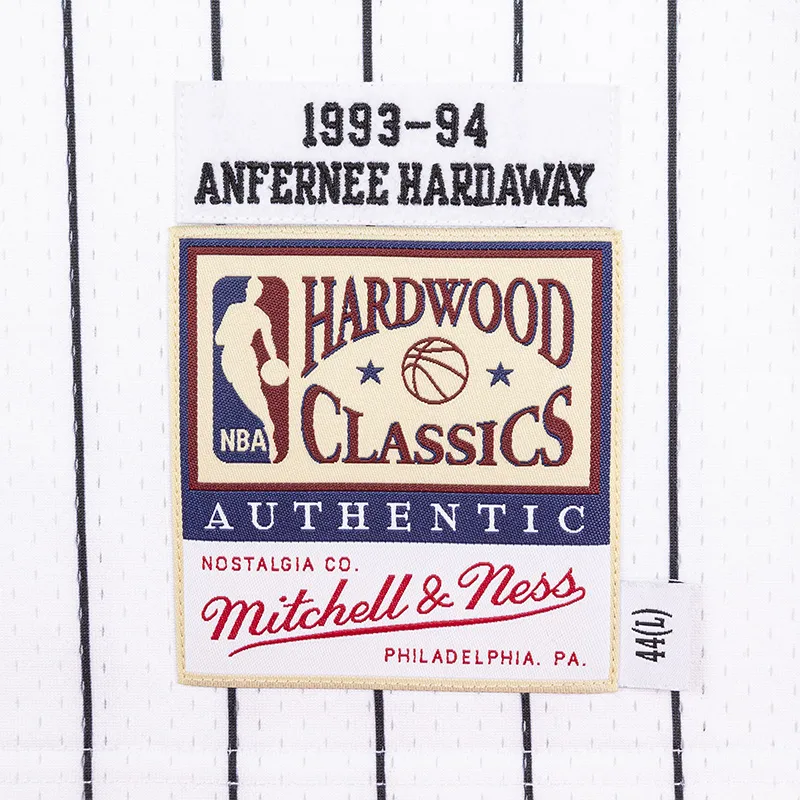 1993-94
ANFERNEE HARDAWAY
HARDWOOD
CLASSICS
NBA
AUTHENTIC
NOSTALGIA CO.
Mitchell & Ness
PHILADELPHIA. PA.
44(L)